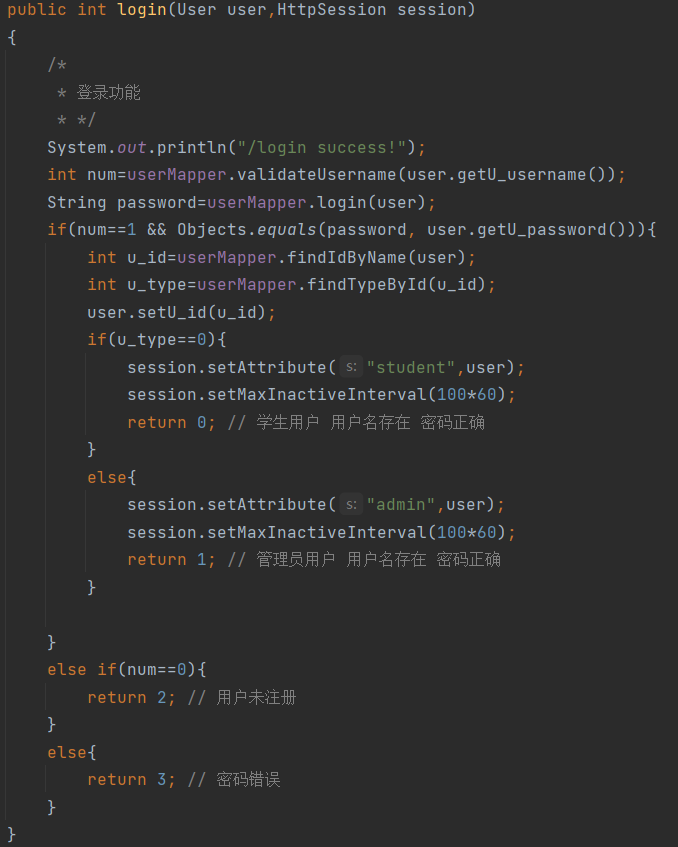 public int login(User user,HttpSession session)
{
/*
* 登录功能
* */
System.out.println("/login success!");
int num=userMapper.validateUsername(user.getU_username());
String password=userMapper.login(user);
if(num==1 && Objects.equals(password, user.getU_password())){
int u_id=userMapper.findIdByName(user);
int u_type=userMapper.findTypeById(u_id);
user.setU_id(u_id);
if(u_type==0){
session.setAttribute( s: "student",user);
session.setMaxInactiveInterval(100*60);
return 0; // 学生用户 用户名存在 密码正确
}
else{
session.setAttribute( s: "admin",user);
session.setMaxInactiveInterval(100*60);
return 1; // 管理员用户 用户名存在 密码正确
}
}
else if(num==0){
return 2; // 用户未注册
}
else{
return 3; // 密码错误
}
}